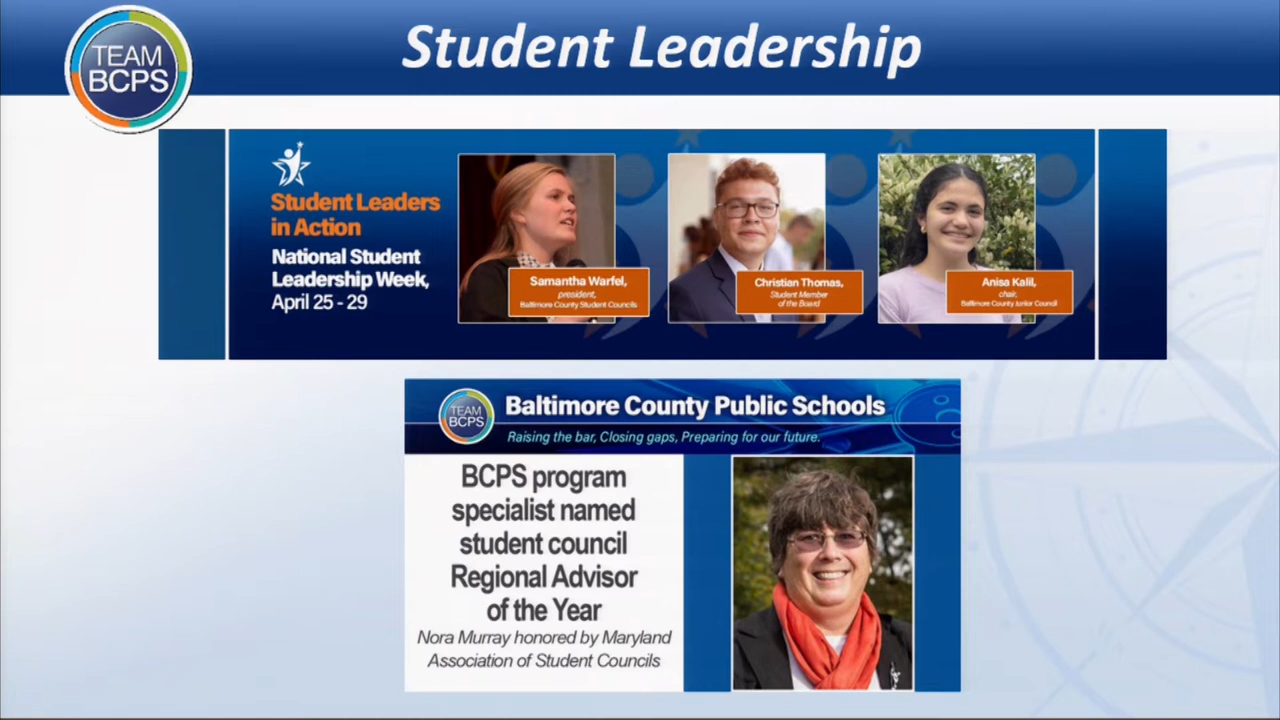 TEAM
BCPS
Student Leadership
Student Leaders
in Action
National Student
Leadership Week,
April 25 - 29
Samantha Warfel,
president,
Baltimore County Student Councils
Christian Thomas,
Student Member
of the Board
Anisa Kalil,
chair,
Baltimore County Junior Council
TEAM
BCPS
Baltimore County Public Schools
Raising the bar, Closing gaps, Preparing for our future.
BCPS program
specialist named
student council
Regional Advisor
of the Year
Nora Murray honored by Maryland
Association of Student Councils